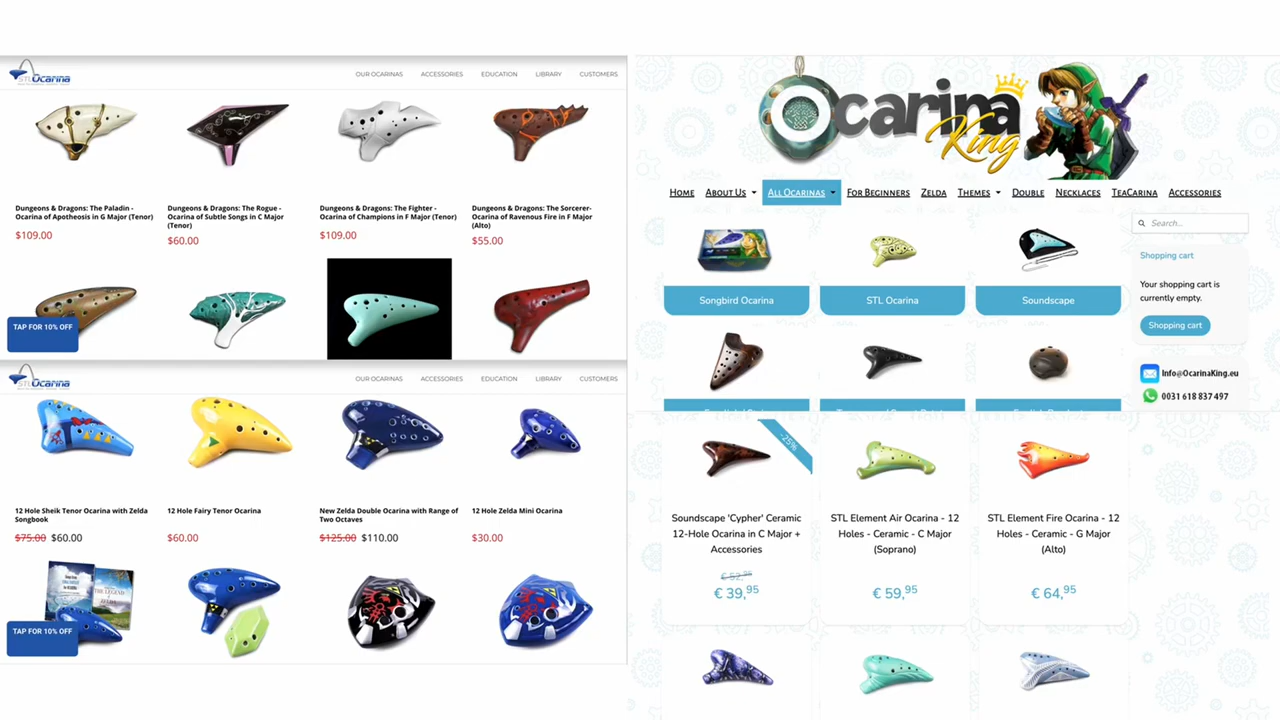 STL Ocarina
OUR OCARINAS ACCESSORIES EDUCATION LIBRARY CUSTOMERS
Dungeons & Dragons: The Paladin -
Ocarina of Apotheosis in G Major (Tenor)
$109.00
Dungeons & Dragons: The Rogue -
Ocarina of Subtle Songs in C Major
(Tenor)
$60.00
Dungeons & Dragons: The Fighter -
Ocarina of Champions in F Major (Tenor)
$109.00
Dungeons & Dragons: The Sorcerer-
Ocarina of Ravenous Fire in F Major
(Alto)
$55.00
TAP FOR 10% OFF
STL Ocarina
OUR OCARINAS ACCESSORIES EDUCATION LIBRARY CUSTOMERS
12 Hole Sheik Tenor Ocarina with Zelda
Songbook
$75.00 $60.00
12 Hole Fairy Tenor Ocarina
$60.00
New Zelda Double Ocarina with Range of
Two Octaves
$125.00 $110.00
12 Hole Zelda Mini Ocarina
$30.00
TAP FOR 10% OFF
Ocarina
King
Home About Us All Ocarinas For Beginners Zelda Themes Double Necklaces TeaCarina Accessories
Search...
Songbird Ocarina
STL Ocarina
Soundscape
Shopping cart
Your shopping cart is
currently empty.
Shopping cart
Info@OcarinaKing.eu
0031 618 837 497
-25%
Soundscape 'Cypher' Ceramic
12-Hole Ocarina in C Major +
Accessories
€ 39,95
STL Element Air Ocarina - 12
Holes - Ceramic - C Major
(Soprano)
€ 59,95
STL Element Fire Ocarina - 12
Holes - Ceramic - G Major
(Alto)
€ 64,95